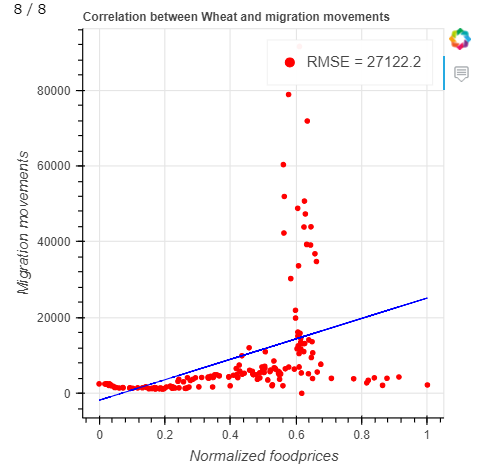 8 / 8
Correlation between Wheat and migration movements
RMSE = 27122.2
80000
60000
40000
20000
0
Migration movements
0 0.2 0.4 0.6 0.8 1
Normalized foodprices